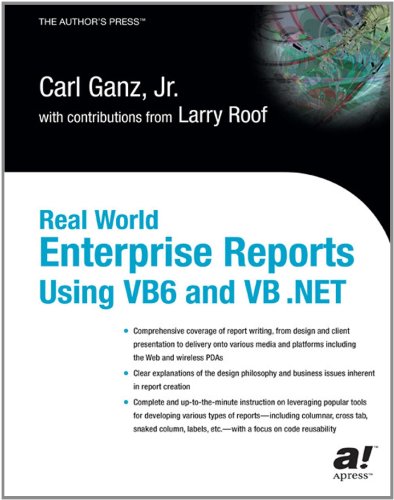 THE AUTHOR'S PRESS™
Carl Ganz, Jr.
with contributions from Larry Roof
Real World
Enterprise Reports
Using VB6 and VB .NET
• Comprehensive coverage of report writing, from design and client
presentation to delivery onto various media and platforms including
the Web and wireless PDAs
• Clear explanations of the design philosophy and business issues inherent
in report creation
• Complete and up-to-the-minute instruction on leveraging popular tools
for developing various types of reports—including columnar, cross tab,
snaked column, labels, etc.—with a focus on code reusability
a!™
Apress™